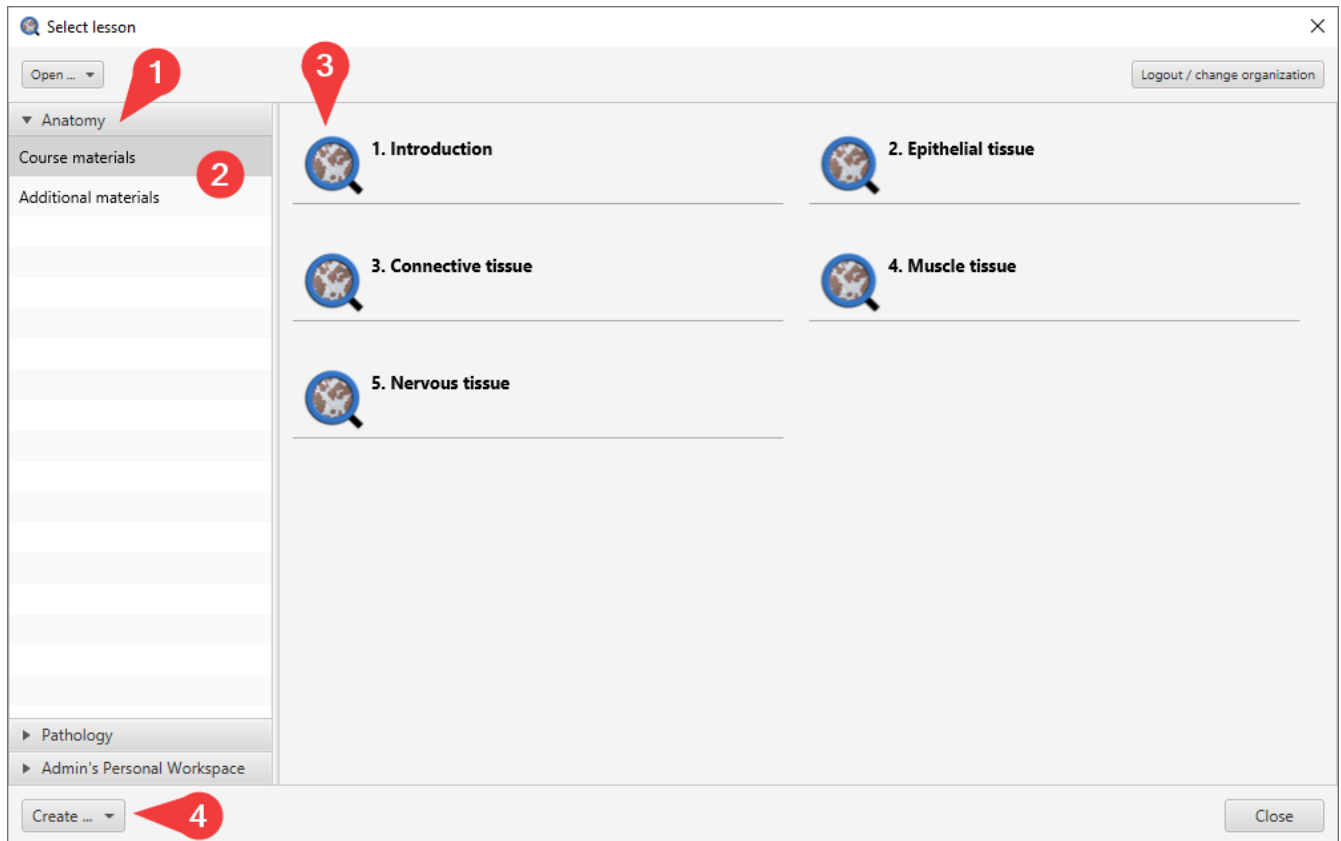 Select lesson
Open ...
1
3
Logout / change organization
Anatomy
Course materials
2
Additional materials
1. Introduction
2. Epithelial tissue
3. Connective tissue
4. Muscle tissue
5. Nervous tissue
Pathology
Admin's Personal Workspace
Create ...
4
Close